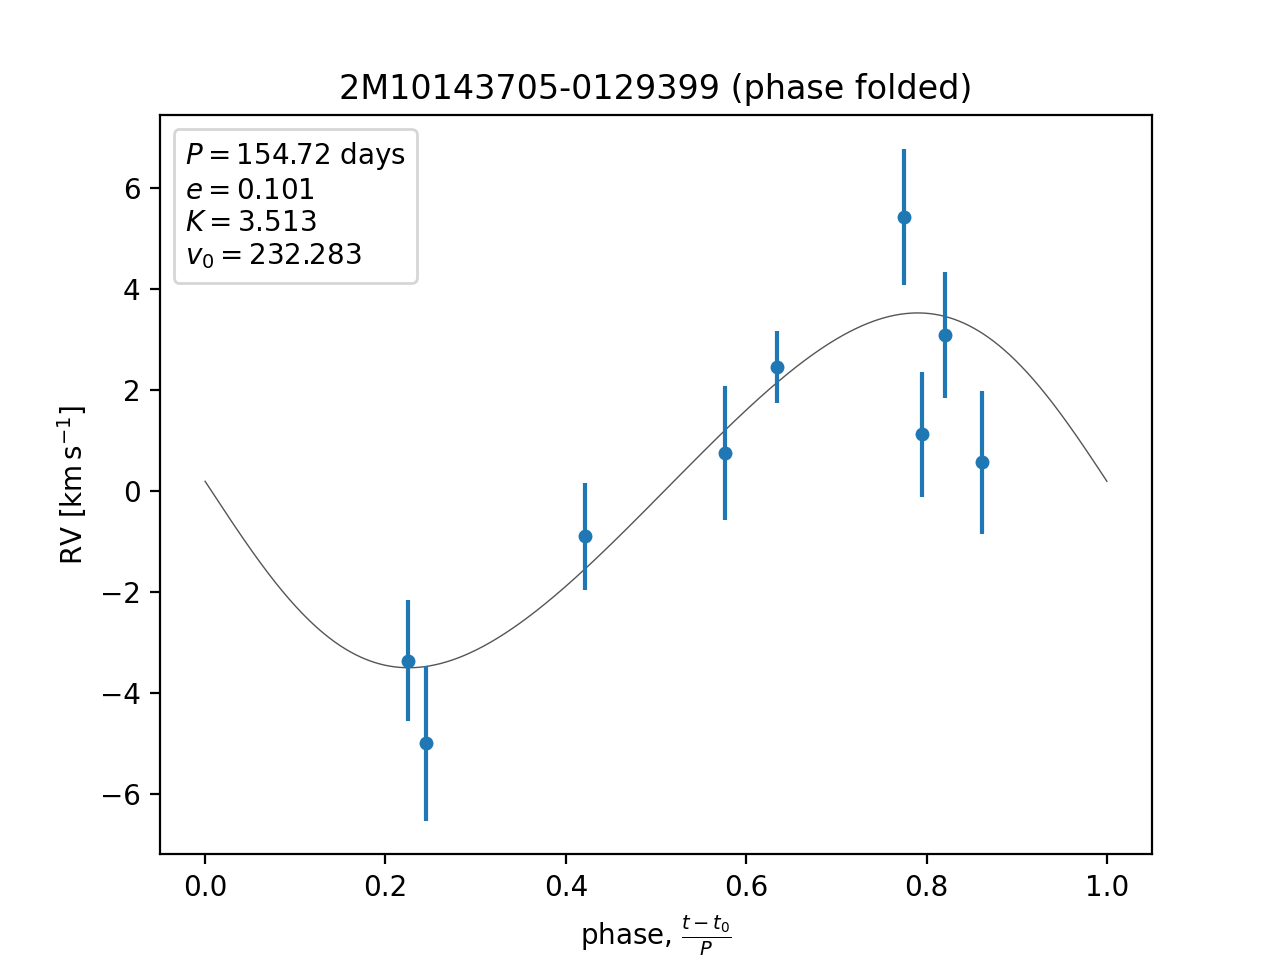 2M10143705-0129399 (phase folded)
P = 154.72 days
e = 0.101
K = 3.513
v₀ = 232.283
6
4
2
0
−2
−4
−6
RV [km s⁻¹]
0.0 0.2 0.4 0.6 0.8 1.0
phase, (t − t₀)/P